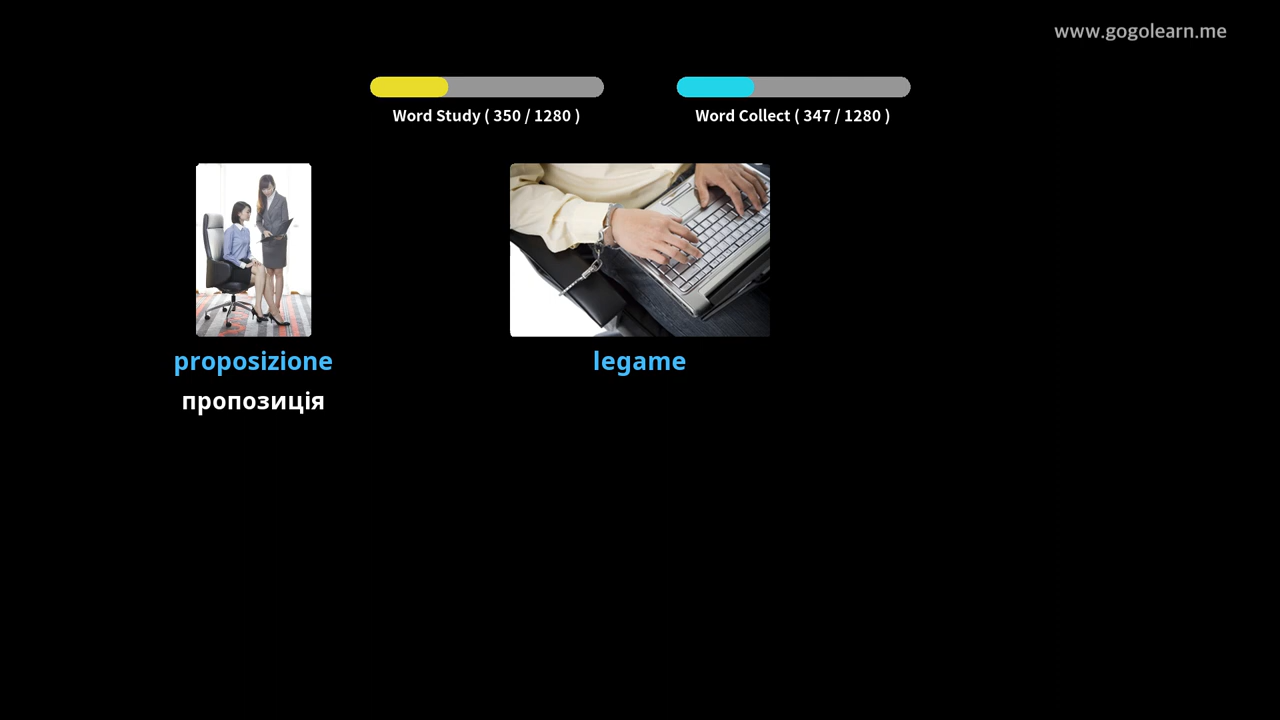 www.gogolearn.me
Word Study ( 350 / 1280 )
Word Collect ( 347 / 1280 )
proposizione
пропозиція
legame